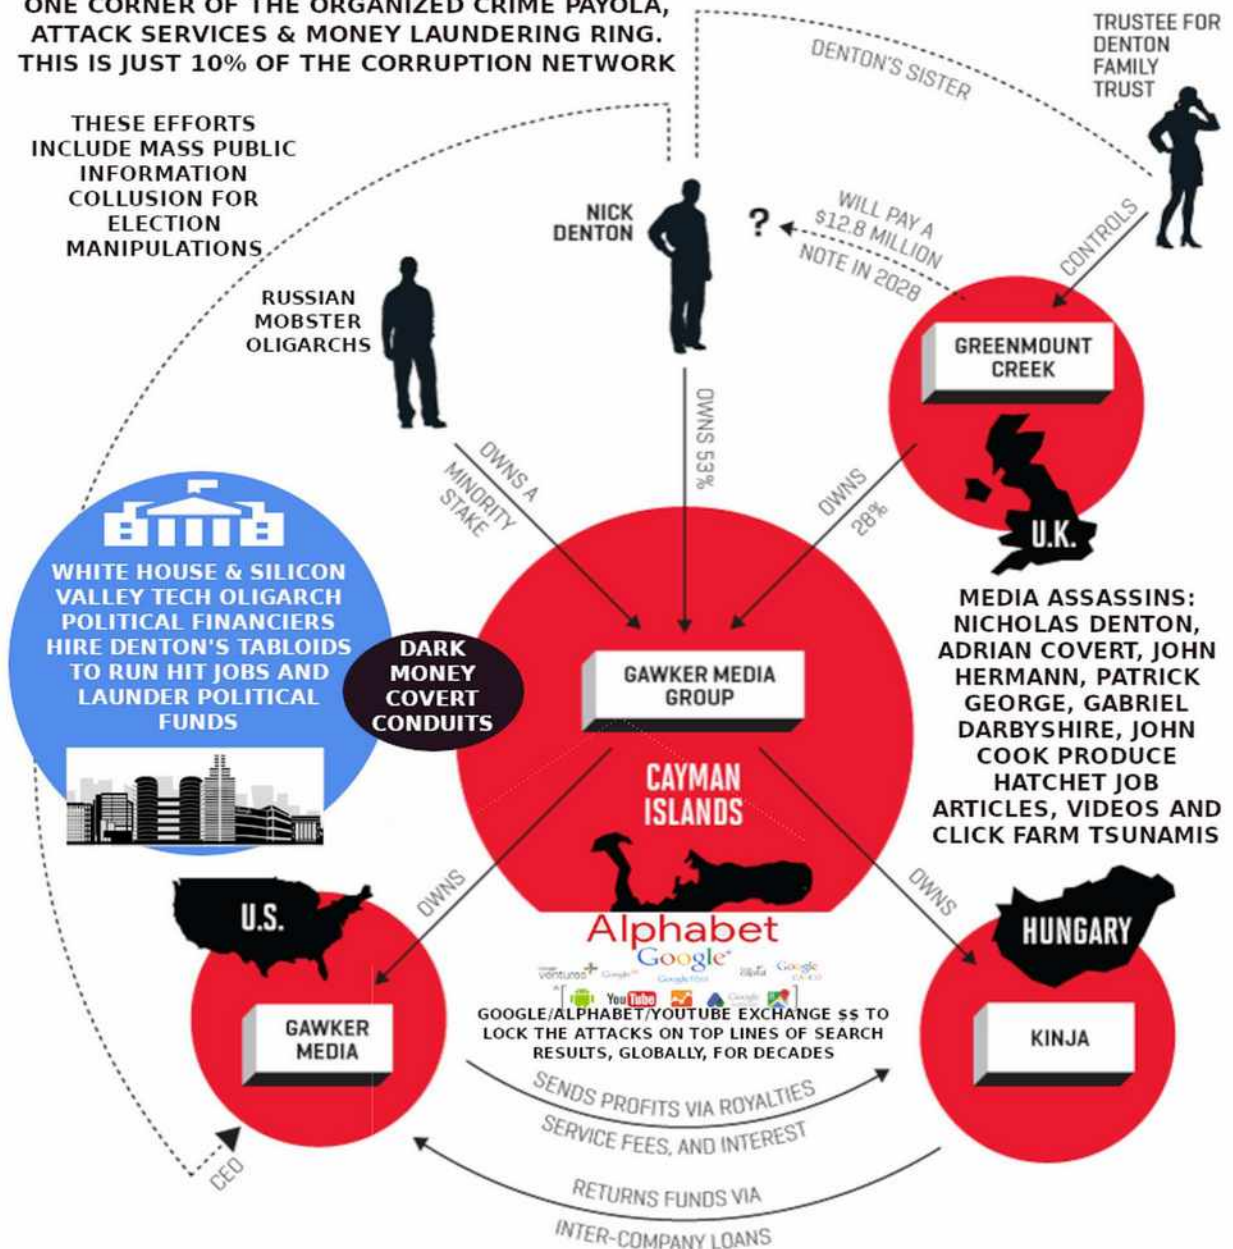 ONE CORNER OF THE ORGANIZED CRIME PAYOLA,
ATTACK SERVICES & MONEY LAUNDERING RING.
THIS IS JUST 10% OF THE CORRUPTION NETWORK
TRUSTEE FOR
DENTON
FAMILY
TRUST
DENTON'S SISTER
THESE EFFORTS
INCLUDE MASS PUBLIC
INFORMATION
COLLUSION FOR
ELECTION
MANIPULATIONS
NICK
DENTON
?
WILL PAY A
$12.8 MILLION
NOTE IN 2028
CONTROLS
RUSSIAN
MOBSTER
OLIGARCHS
GREENMOUNT
CREEK
U.K.
OWNS A
MINORITY
STAKE
OWNS 53%
OWNS
28%
WHITE HOUSE & SILICON
VALLEY TECH OLIGARCH
POLITICAL FINANCIERS
HIRE DENTON'S TABLOIDS
TO RUN HIT JOBS AND
LAUNDER POLITICAL
FUNDS
DARK
MONEY
COVERT
CONDUITS
GAWKER MEDIA
GROUP
CAYMAN
ISLANDS
MEDIA ASSASSINS:
NICHOLAS DENTON,
ADRIAN COVERT, JOHN
HERMANN, PATRICK
GEORGE, GABRIEL
DARBYSHIRE, JOHN
COOK PRODUCE
HATCHET JOB
ARTICLES, VIDEOS AND
CLICK FARM TSUNAMIS
OWNS
OWNS
U.S.
GAWKER
MEDIA
HUNGARY
KINJA
Alphabet
Google
ventures
Google
Google
YouTube
Google
GOOGLE/ALPHABET/YOUTUBE EXCHANGE $$ TO
LOCK THE ATTACKS ON TOP LINES OF SEARCH
RESULTS, GLOBALLY, FOR DECADES
SENDS PROFITS VIA ROYALTIES
SERVICE FEES, AND INTEREST
CEO
RETURNS FUNDS VIA
INTER-COMPANY LOANS